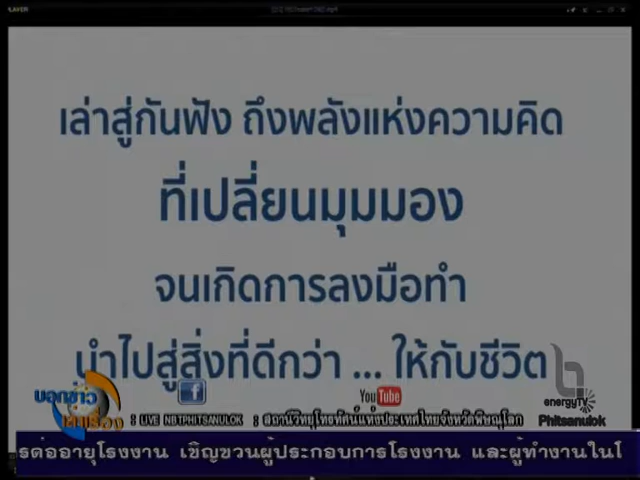 เล่าสู่กันฟัง ถึงพลังแห่งความคิด
ที่เปลี่ยนมุมมอง
จนเกิดการลงมือทำ
นำไปสู่สิ่งที่ดีกว่า ... ให้กับชีวิต
บอกข่าว
เล่าเรื่อง
: LIVE NBTPHITSANULOK
YouTube
: สถานีวิทยุโทรทัศน์แห่งประเทศไทยจังหวัดพิษณุโลก
energyTV
Phitsanulok
รต่ออายุโรงงาน เชิญชวนผู้ประกอบการโรงงาน และผู้ทำงานในโ